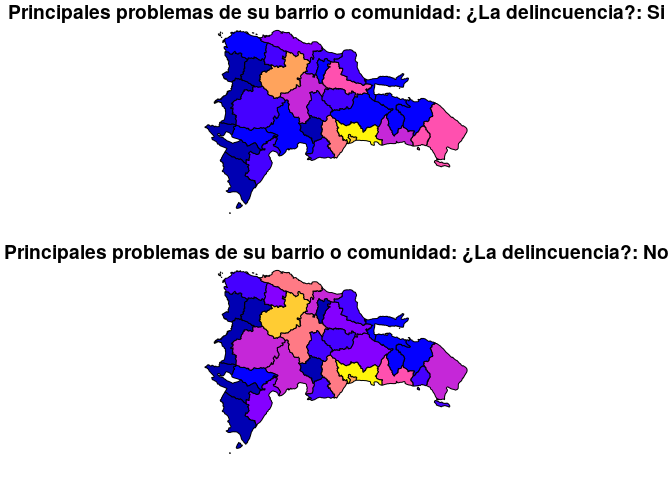 Principales problemas de su barrio o comunidad: ¿La delincuencia?: Si
Principales problemas de su barrio o comunidad: ¿La delincuencia?: No